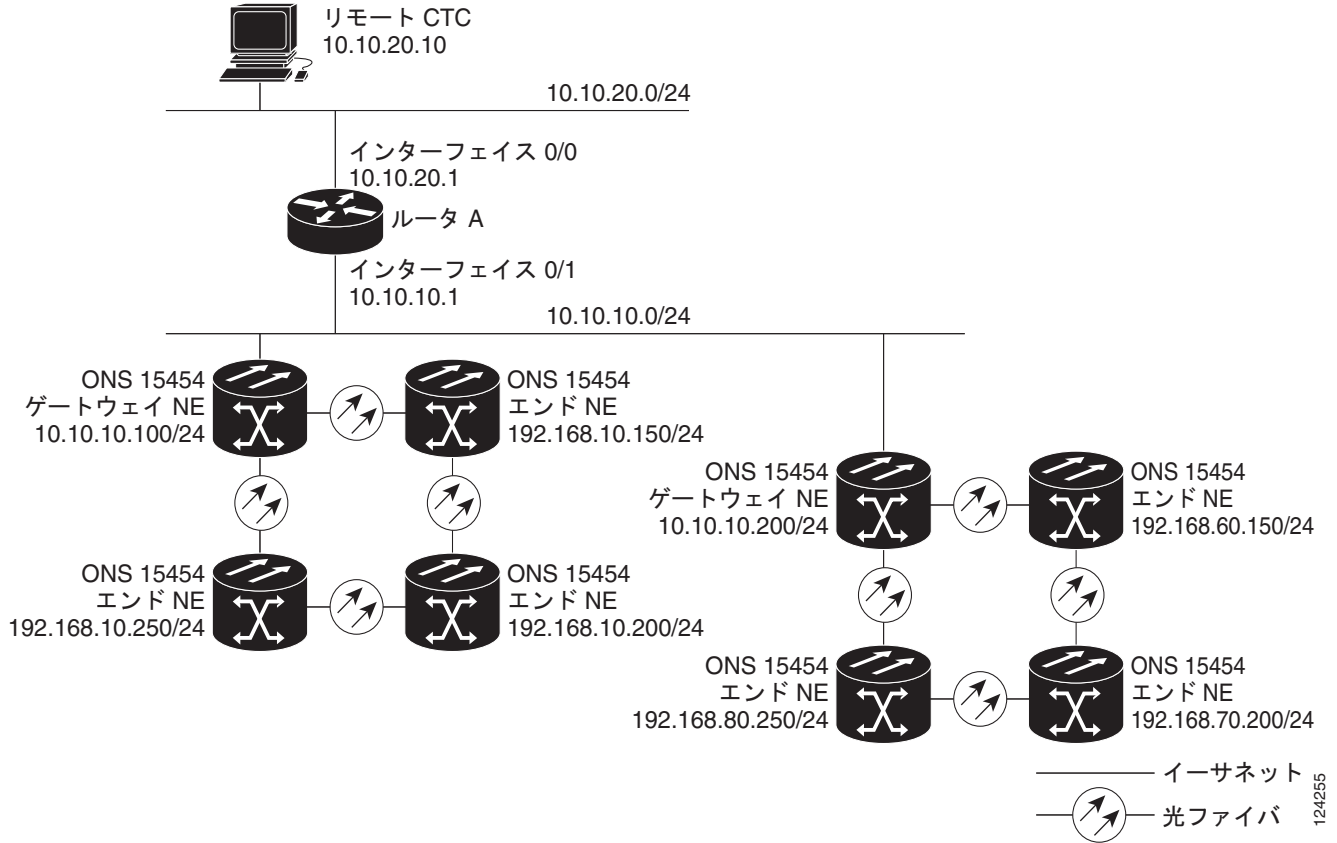 リモート CTC
10.10.20.10
10.10.20.0/24
インターフェイス 0/0
10.10.20.1
ルータ A
インターフェイス 0/1
10.10.10.1
10.10.10.0/24
ONS 15454
ゲートウェイ NE
10.10.10.100/24
ONS 15454
エンド NE
192.168.10.150/24
ONS 15454
ゲートウェイ NE
10.10.10.200/24
ONS 15454
エンド NE
192.168.60.150/24
ONS 15454
エンド NE
192.168.10.250/24
ONS 15454
エンド NE
192.168.10.200/24
ONS 15454
エンド NE
192.168.80.250/24
ONS 15454
エンド NE
192.168.70.200/24
イーサネット
光ファイバ
124255